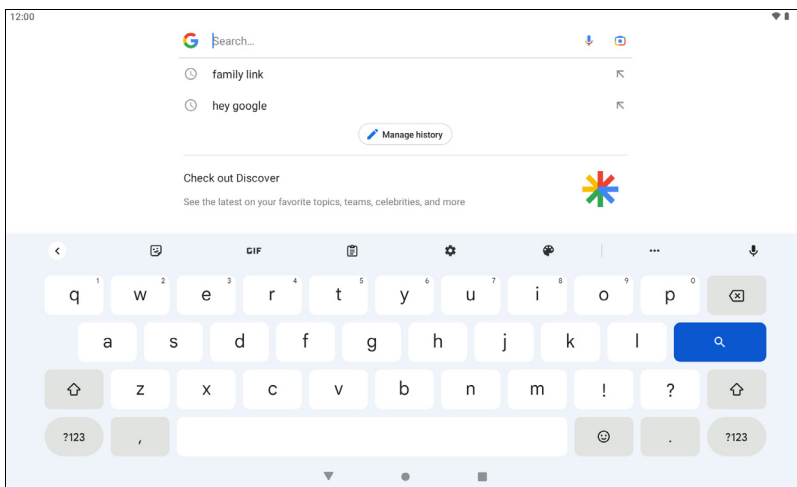 12:00
Search...
family link
hey google
Manage history
Check out Discover
See the latest on your favorite topics, teams, celebrities, and more
GIF
1 2 3 4 5 6 7 8 9 0
q w e r t y u i o p
a s d f g h j k l
z x c v b n m ! ?
?123 , . ?123